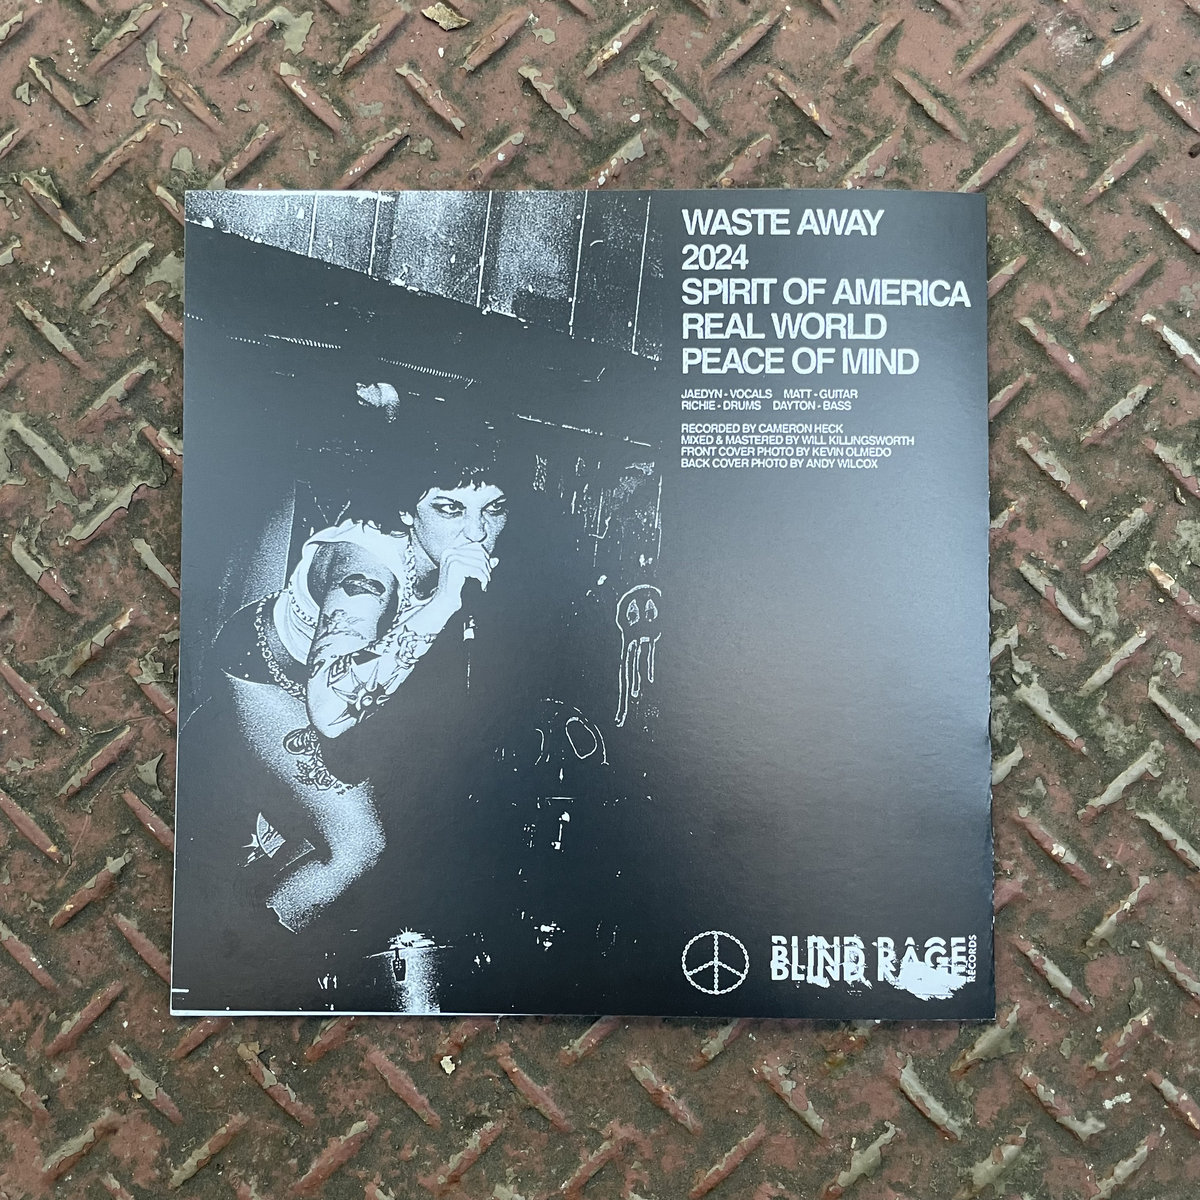 WASTE AWAY
2024
SPIRIT OF AMERICA
REAL WORLD
PEACE OF MIND
JAEDYN - VOCALS MATT - GUITAR
RICHIE - DRUMS DAYTON - BASS
RECORDED BY CAMERON HECK
MIXED & MASTERED BY WILL KILLINGSWORTH
FRONT COVER PHOTO BY KEVIN OLMEDO
BACK COVER PHOTO BY ANDY WILCOX
BLIND RAGE
RECORDS